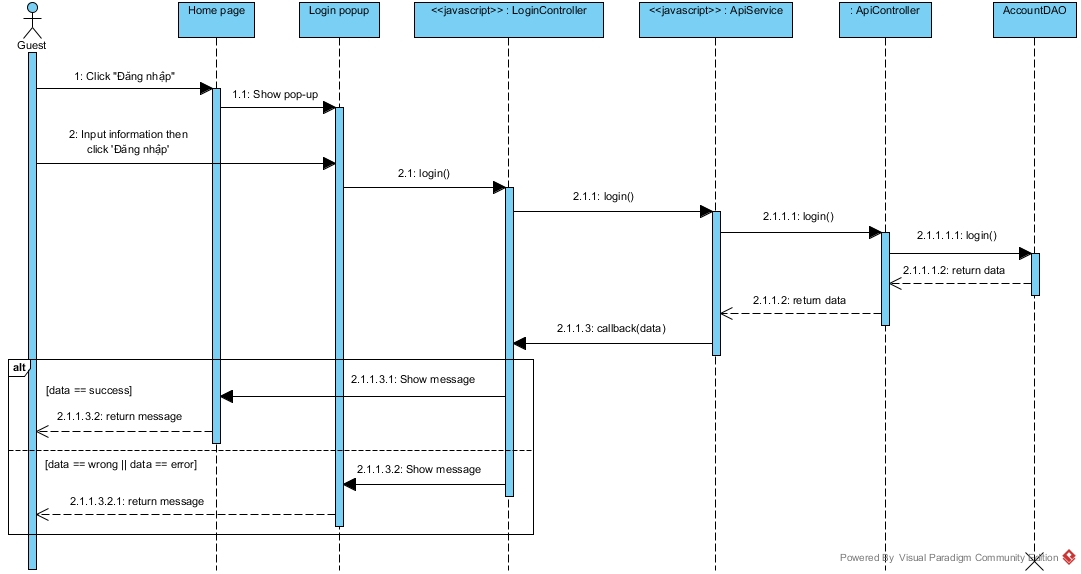 Home page
Login popup
<<javascript>> : LoginController
<<javascript>> : ApiService
: ApiController
AccountDAO
Guest
1: Click "Đăng nhập"
1.1: Show pop-up
2: Input information then
click 'Đăng nhập'
2.1: login()
2.1.1: login()
2.1.1.1: login()
2.1.1.1.1: login()
2.1.1.1.2: return data
2.1.1.2: return data
2.1.1.3: callback(data)
alt
2.1.1.3.1: Show message
[data == success]
2.1.1.3.2: return message
[data == wrong || data == error]
2.1.1.3.2: Show message
2.1.1.3.2.1: return message
Powered By Visual Paradigm Community Edition